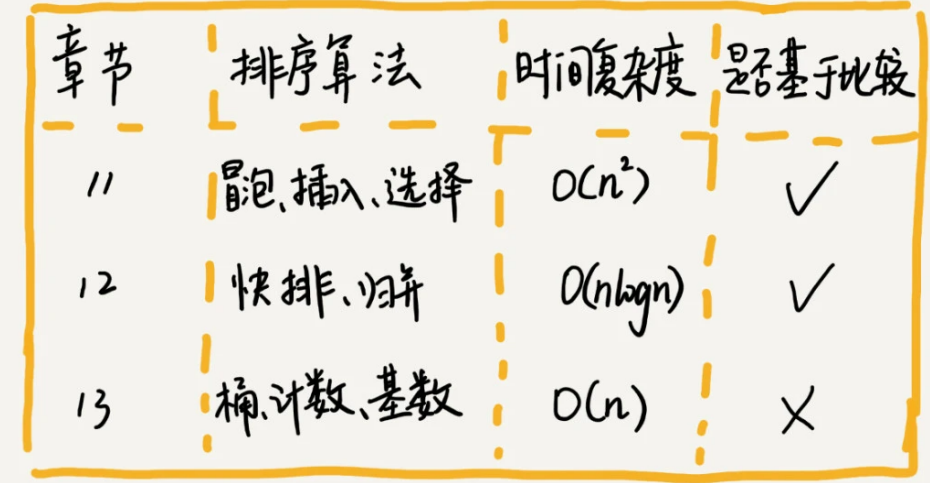 章节 排序算法 时间复杂度 是否基于比较
11 冒泡、插入、选择 O(n²) ✓
12 快排、归并 O(nlogn) ✓
13 桶、计数、基数 O(n) ×